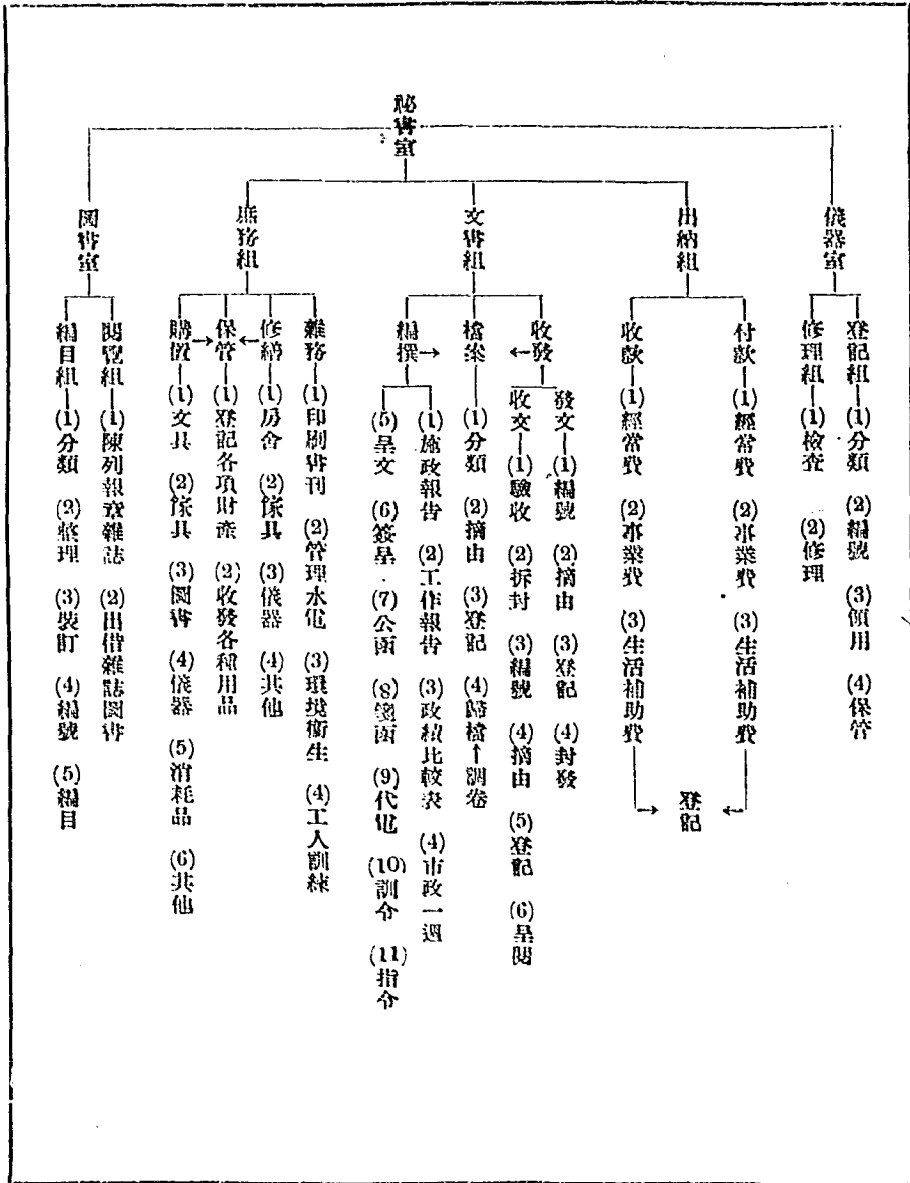 祕書室
儀器室
登記組—(1)分類 (2)編號 (3)領用 (4)保管
修理組—(1)檢查 (2)修理
出納組
付款—(1)經常費 (2)事業費 (3)生活補助費
收款—(1)經常費 (2)事業費 (3)生活補助費
→登記←
文書組
收發
發文—(1)編號 (2)摘由 (3)登記 (4)封發
收文—(1)驗收 (2)拆封 (3)編號 (4)摘由 (5)登記 (6)呈閱
→檔案←
(1)分類 (2)摘由 (3)登記 (4)歸檔↑調卷
編撰
(1)施政報告 (2)工作報告 (3)政績比較表 (4)市政一週
(5)呈文 (6)簽呈 (7)公函 (8)箋函 (9)代電 (10)訓令 (11)指令
庶務組
雜務—(1)印刷書刊 (2)管理水電 (3)環境衞生 (4)工人訓練
修繕—(1)房舍 (2)傢具 (3)儀器 (4)其他
→保管←(1)登記各項財產 (2)收發各種用品
購置—(1)文具 (2)傢具 (3)圖書 (4)儀器 (5)消耗品 (6)其他
圖書室
閱覽組—(1)陳列報章雜誌 (2)出借雜誌圖書
編目組—(1)分類 (2)整理 (3)裝訂 (4)編號 (5)編目